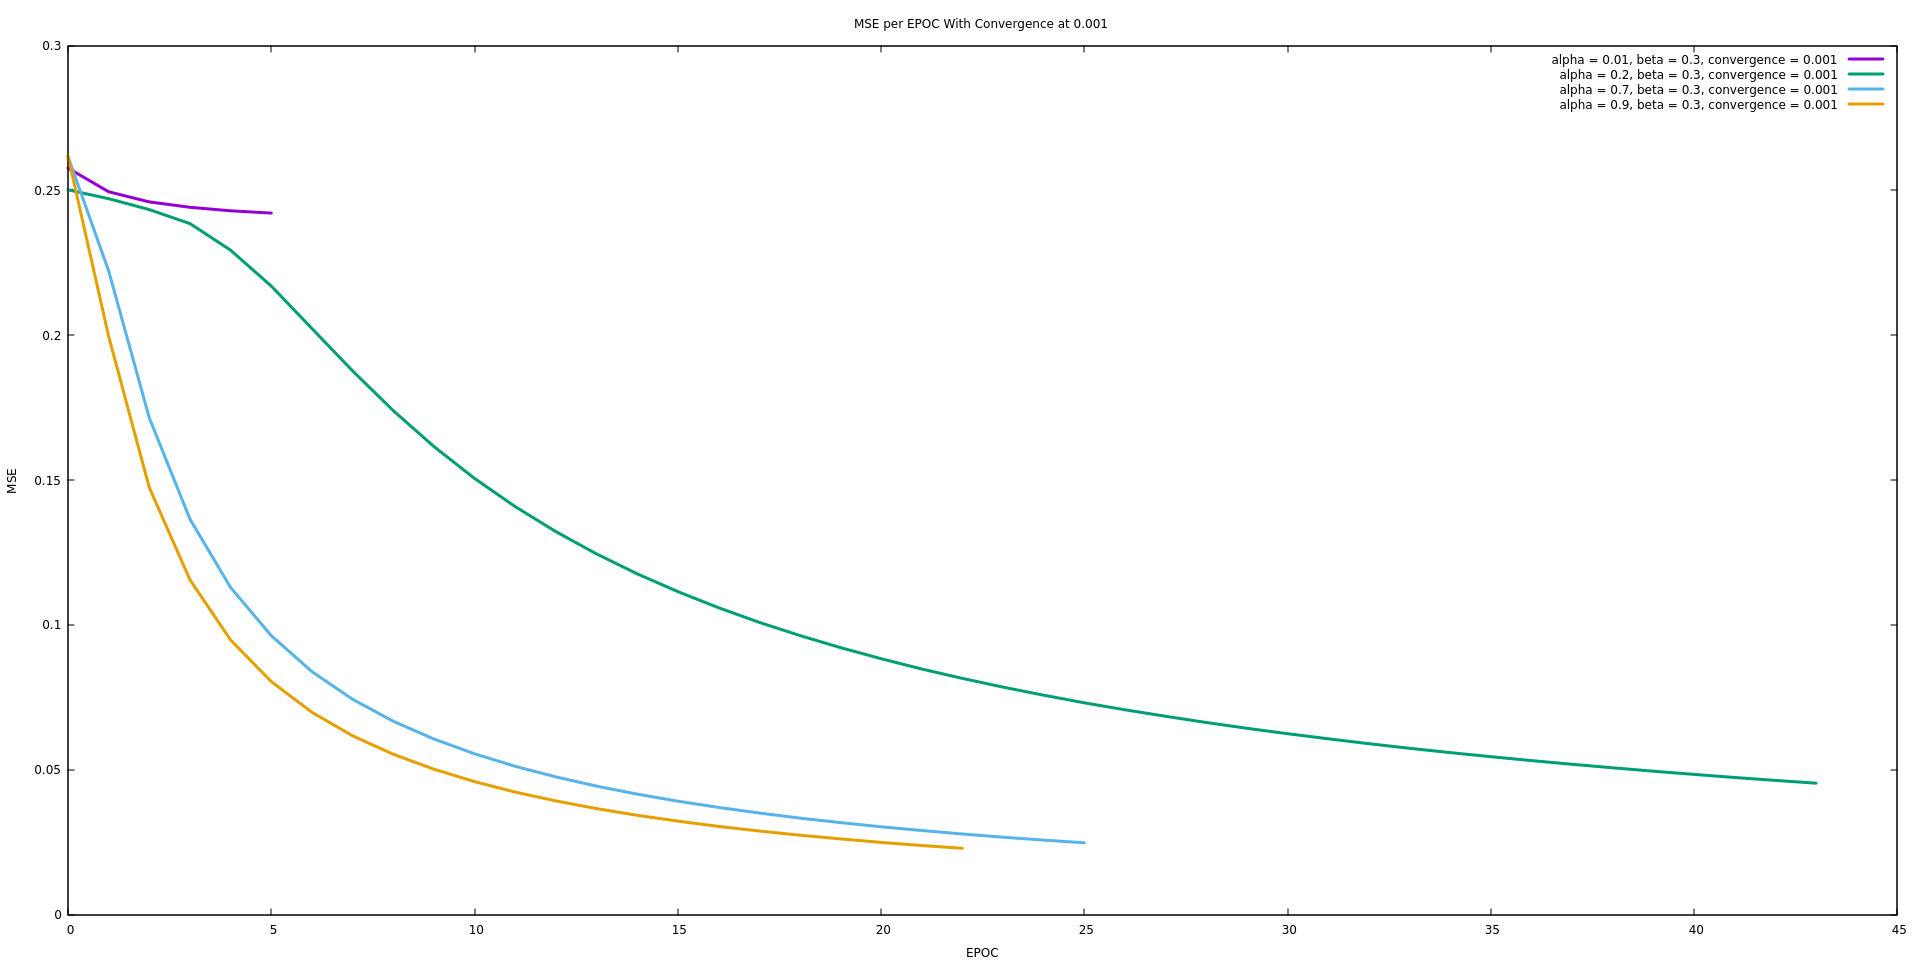 MSE per EPOC With Convergence at 0.001
0.3
0.25
0.2
0.15
0.1
0.05
0
MSE
alpha = 0.01, beta = 0.3, convergence = 0.001
alpha = 0.2, beta = 0.3, convergence = 0.001
alpha = 0.7, beta = 0.3, convergence = 0.001
alpha = 0.9, beta = 0.3, convergence = 0.001
0 5 10 15 20 25 30 35 40 45
EPOC